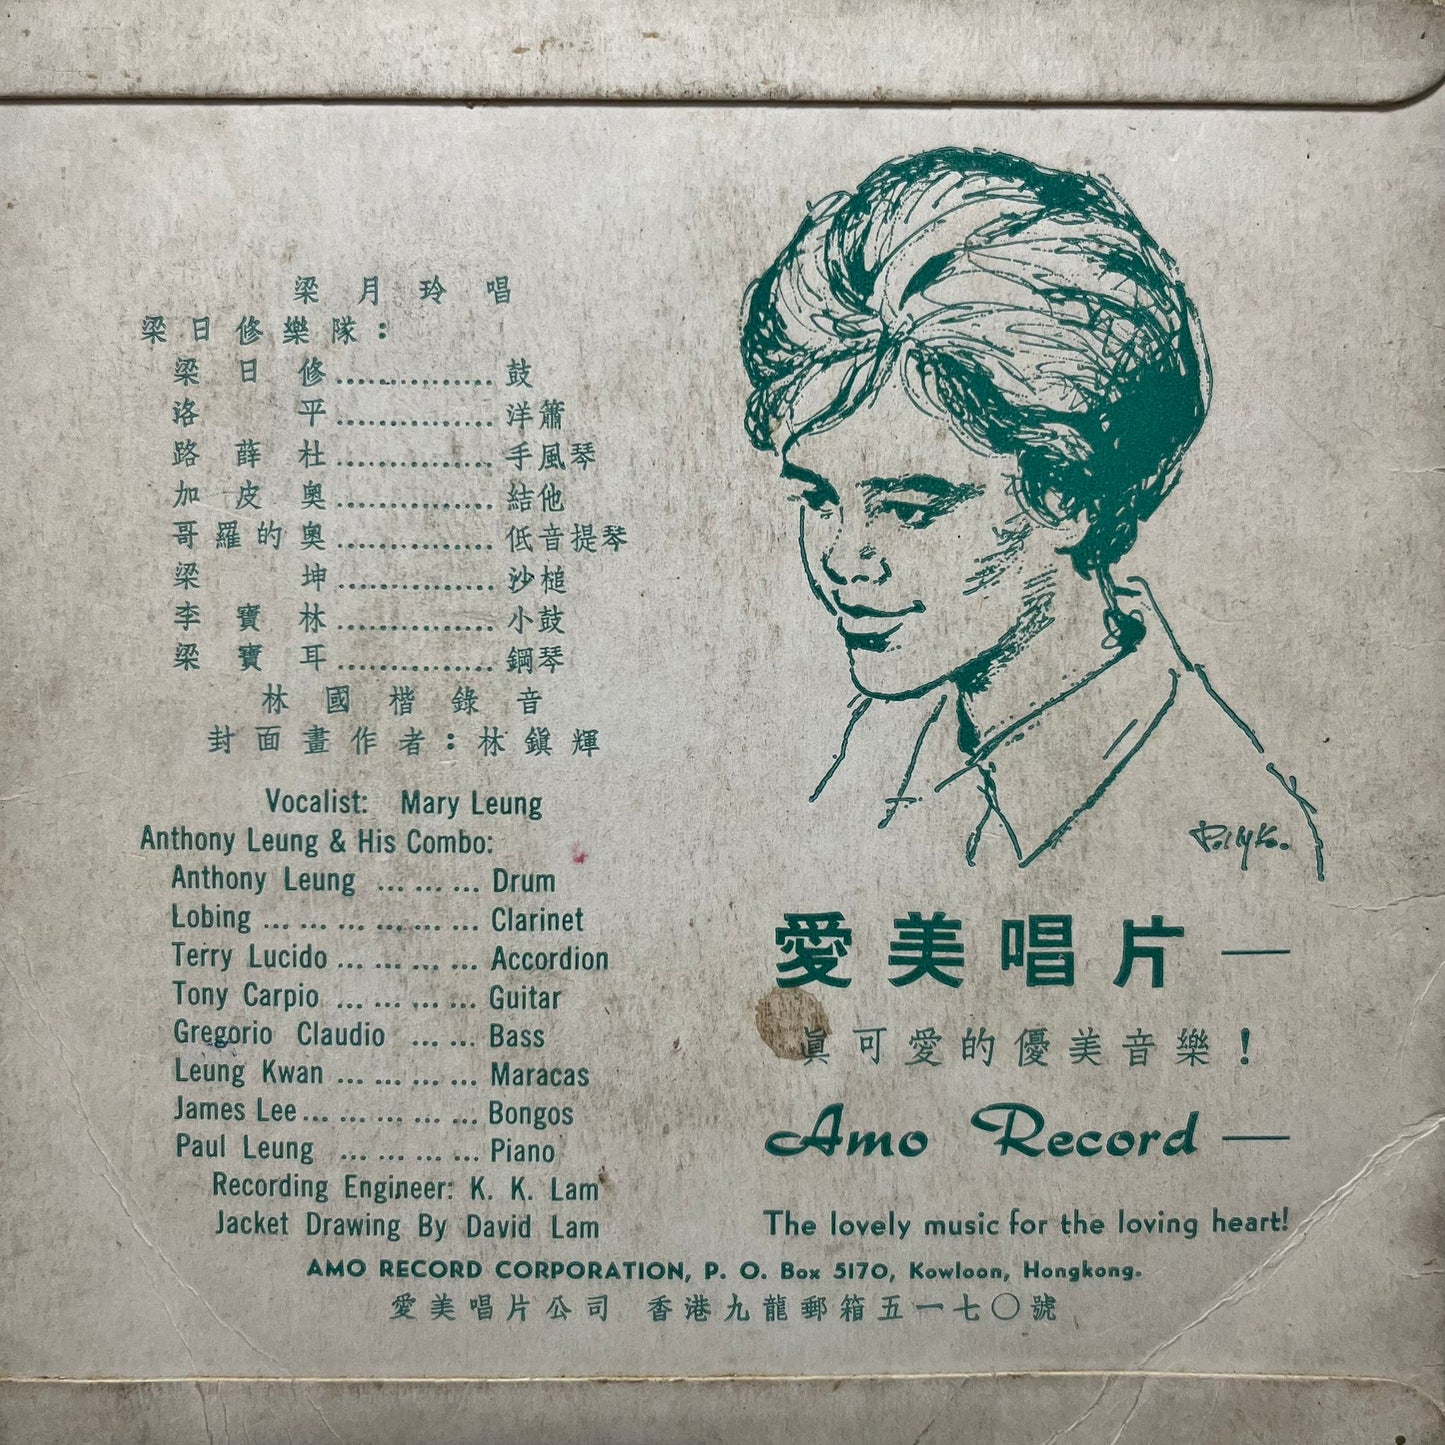 梁月玲唱
梁日修樂隊：
梁日修................鼓
洛平................洋簫
路薛杜................手風琴
加皮奧................結他
哥羅的奧................低音提琴
梁坤................沙槌
李寶林................小鼓
梁寶耳................鋼琴
林國楷錄音
封面畫作者：林鎭輝
Vocalist: Mary Leung
Anthony Leung & His Combo:
Anthony Leung ... ... ... Drum
Lobing ... ... ... ... ... ... Clarinet
Terry Lucido ... ... ... ... Accordion
Tony Carpio ... ... ... ... Guitar
Gregorio Claudio ... ... Bass
Leung Kwan ... ... ... ... Maracas
James Lee ... ... ... ... ... Bongos
Paul Leung ... ... ... ... Piano
Recording Engineer: K. K. Lam
Jacket Drawing By David Lam
Polly Ko.
愛美唱片—
眞可愛的優美音樂！
Amo Record —
The lovely music for the loving heart!
AMO RECORD CORPORATION, P. O. Box 5170, Kowloon, Hongkong.
愛美唱片公司 香港九龍郵箱五一七〇號